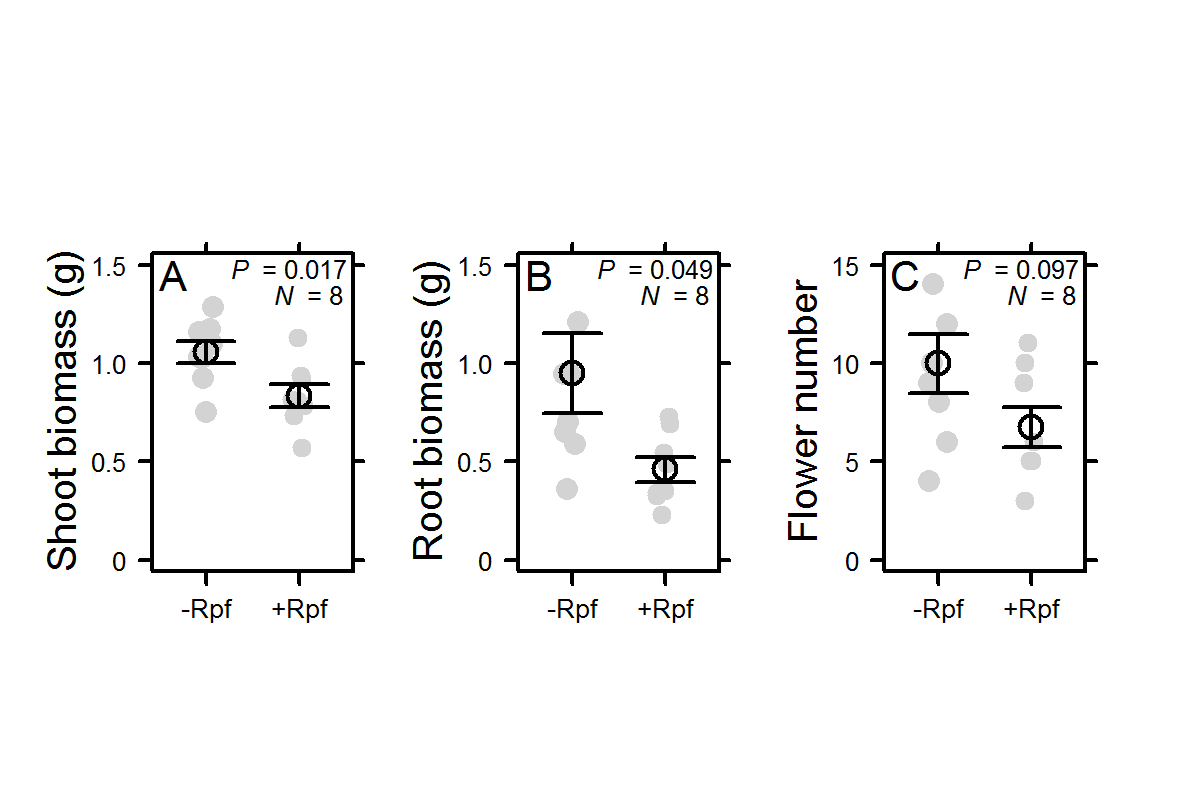 Shoot biomass (g)
1.5
1.0
0.5
0
A
P = 0.017
N = 8
-Rpf
+Rpf
Root biomass (g)
1.5
1.0
0.5
0
B
P = 0.049
N = 8
-Rpf
+Rpf
Flower number
15
10
5
0
C
P = 0.097
N = 8
-Rpf
+Rpf